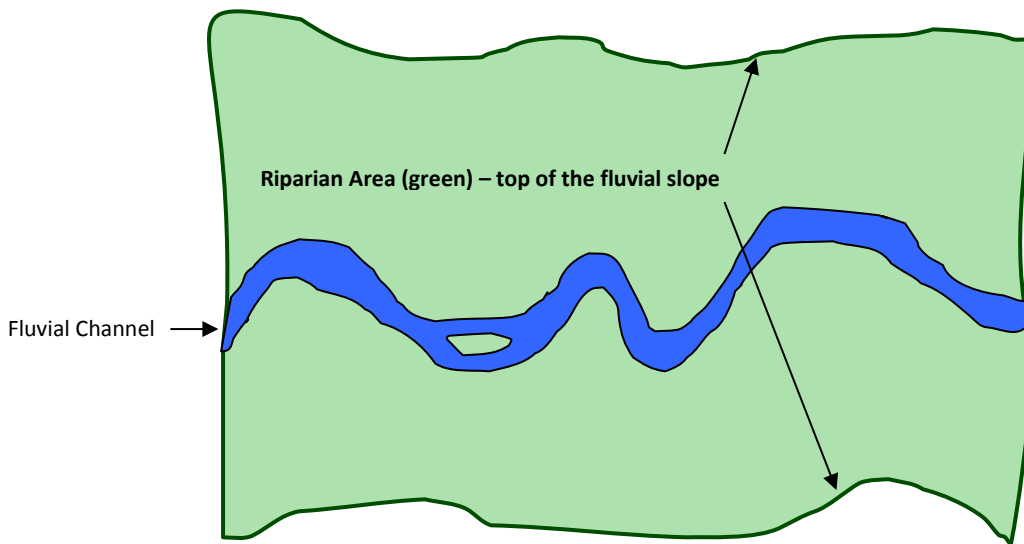 Riparian Area (green) – top of the fluvial slope
Fluvial Channel